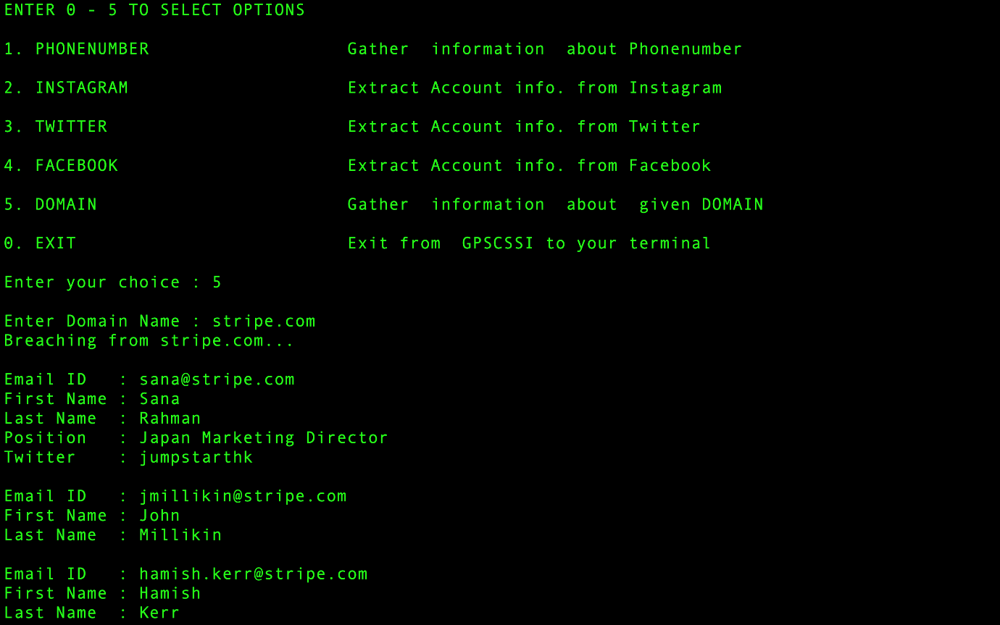 ENTER 0 - 5 TO SELECT OPTIONS
1. PHONENUMBER Gather information about Phonenumber
2. INSTAGRAM Extract Account info. from Instagram
3. TWITTER Extract Account info. from Twitter
4. FACEBOOK Extract Account info. from Facebook
5. DOMAIN Gather information about given DOMAIN
0. EXIT Exit from GPSCSSI to your terminal
Enter your choice : 5
Enter Domain Name : stripe.com
Breaching from stripe.com...
Email ID : sana@stripe.com
First Name : Sana
Last Name : Rahman
Position : Japan Marketing Director
Twitter : jumpstarthk
Email ID : jmillikin@stripe.com
First Name : John
Last Name : Millikin
Email ID : hamish.kerr@stripe.com
First Name : Hamish
Last Name : Kerr